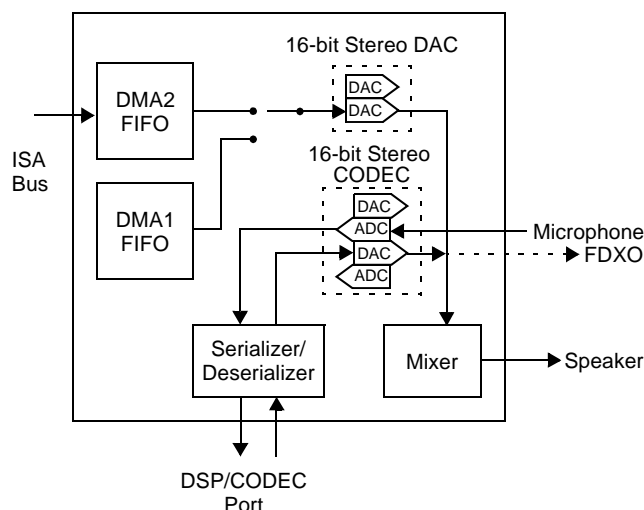 16-bit Stereo DAC
DAC
DAC
DMA2
FIFO
ISA
Bus
DMA1
FIFO
16-bit Stereo
CODEC
DAC
ADC
DAC
ADC
Microphone
FDXO
Serializer/
Deserializer
Mixer
Speaker
DSP/CODEC
Port